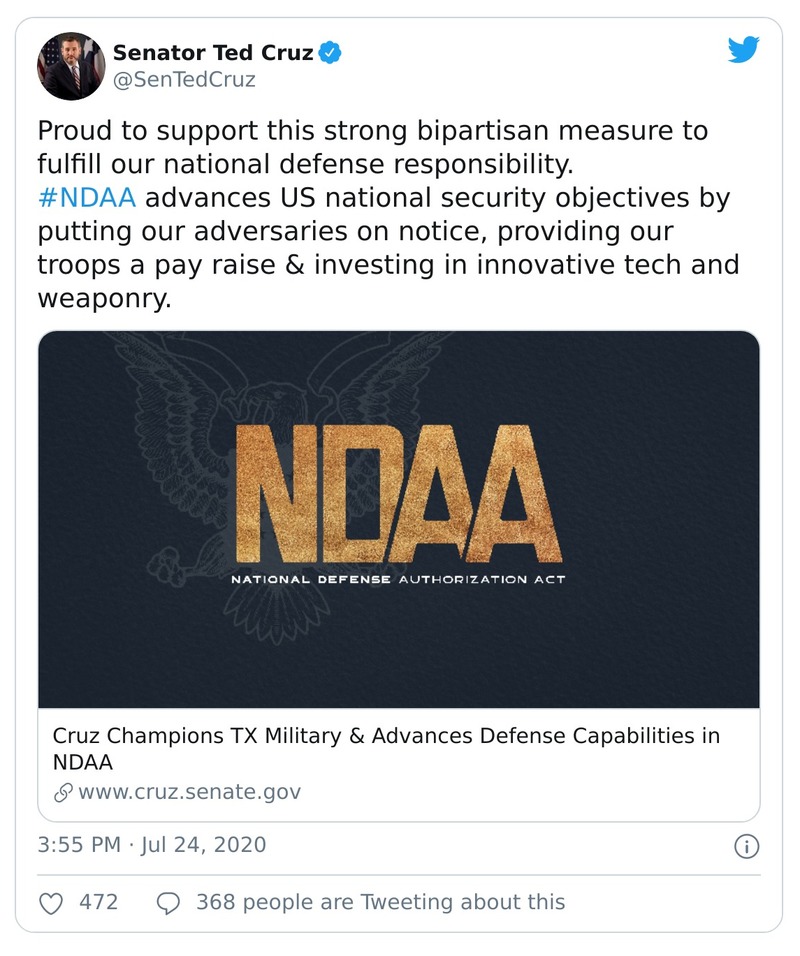 Senator Ted Cruz
@SenTedCruz
Proud to support this strong bipartisan measure to
fulfill our national defense responsibility.
#NDAA advances US national security objectives by
putting our adversaries on notice, providing our
troops a pay raise & investing in innovative tech and
weaponry.
NDAA
NATIONAL DEFENSE AUTHORIZATION ACT
Cruz Champions TX Military & Advances Defense Capabilities in
NDAA
www.cruz.senate.gov
3:55 PM · Jul 24, 2020
472 368 people are Tweeting about this